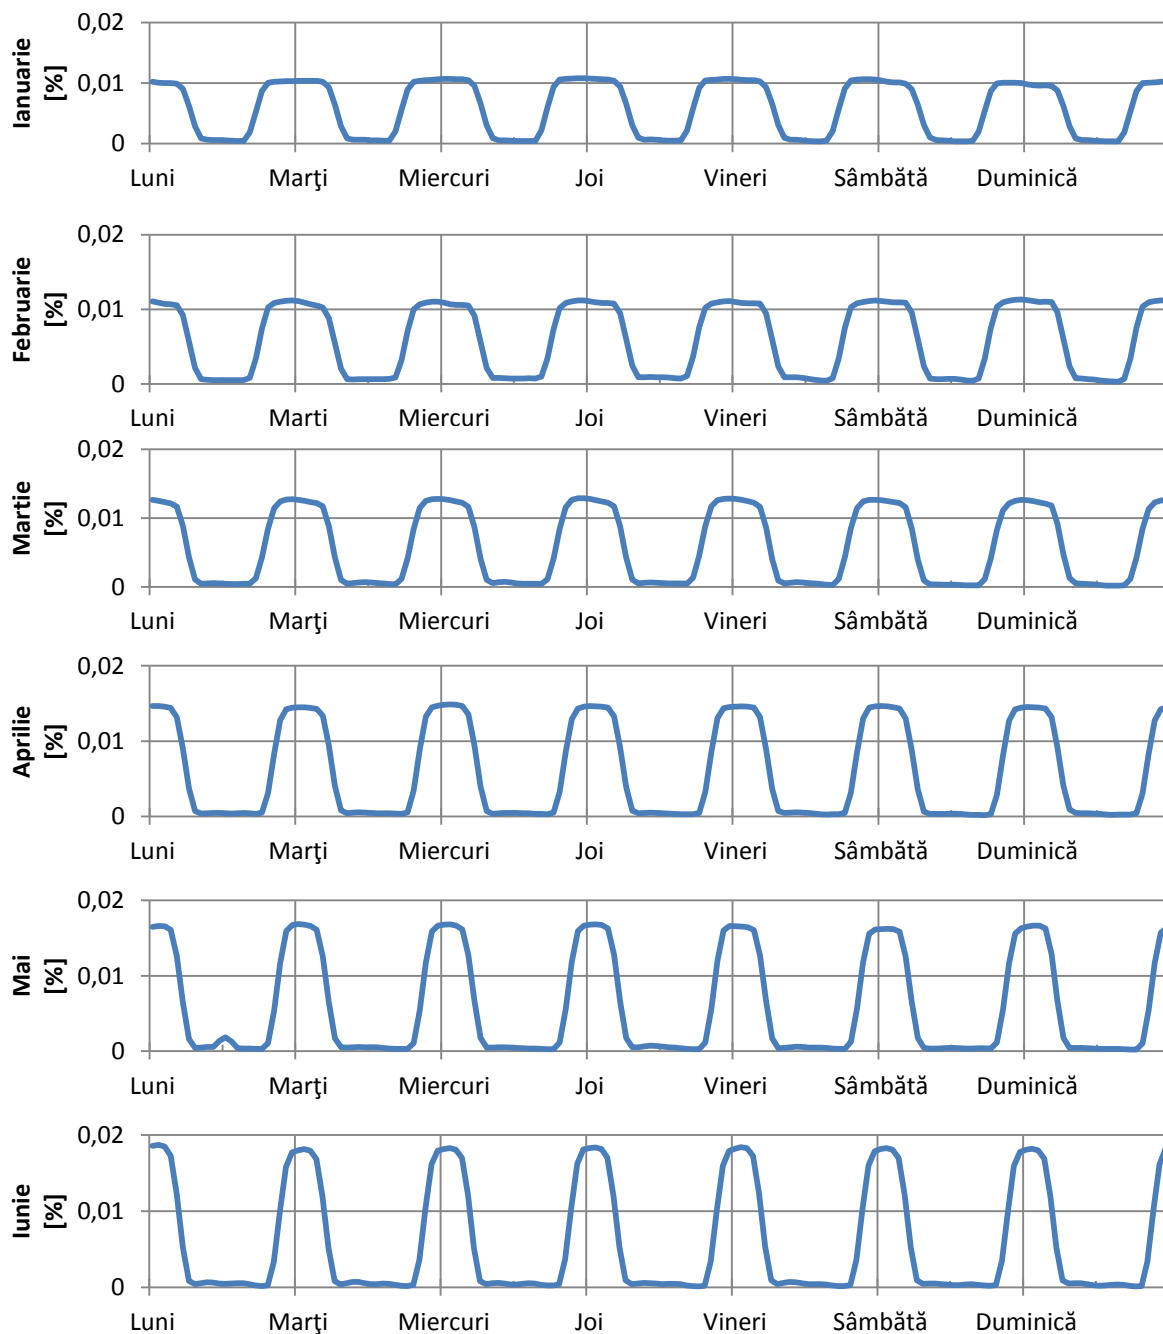 Ianuarie
[%]
0,02
0,01
0
Luni Marţi Miercuri Joi Vineri Sâmbătă Duminică
Februarie
[%]
0,02
0,01
0
Luni Marti Miercuri Joi Vineri Sâmbătă Duminică
Martie
[%]
0,02
0,01
0
Luni Marţi Miercuri Joi Vineri Sâmbătă Duminică
Aprilie
[%]
0,02
0,01
0
Luni Marţi Miercuri Joi Vineri Sâmbătă Duminică
Mai
[%]
0,02
0,01
0
Luni Marţi Miercuri Joi Vineri Sâmbătă Duminică
Iunie
[%]
0,02
0,01
0
Luni Marţi Miercuri Joi Vineri Sâmbătă Duminică